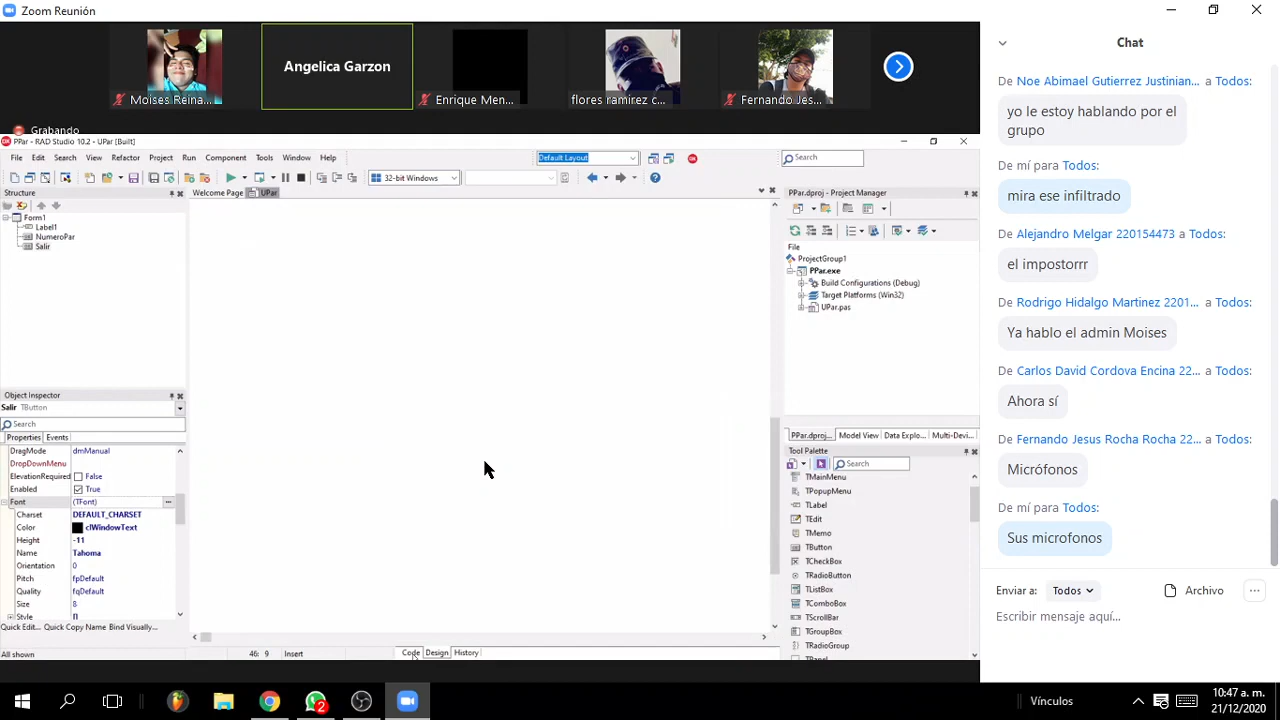 Zoom Reunión
Moises Reina...
Angelica Garzon
Enrique Men...
flores ramirez c...
Fernando Jes...
Grabando
PPar - RAD Studio 10.2 - UPar [Built]
File Edit Search View Refactor Project Run Component Tools Window Help
Default Layout
Search
32-bit Windows
Structure
Form1
Label1
NumeroPar
Salir
Welcome Page
UPar
Object Inspector
Salir TButton
Search
Properties Events
DragMode dmManual
DropDownMenu
ElevationRequired False
Enabled True
Font (TFont)
Charset DEFAULT_CHARSET
Color clWindowText
Height -11
Name Tahoma
Orientation 0
Pitch fpDefault
Quality fqDefault
Size 8
Style []
Quick Edit... Quick Copy Name Bind Visually...
All shown
46: 9 Insert
Code Design History
PPar.dproj - Project Manager
File
ProjectGroup1
PPar.exe
Build Configurations (Debug)
Target Platforms (Win32)
UPar.pas
PPar.dproj... Model View Data Explo... Multi-Devi...
Tool Palette
Search
TMainMenu
TPopupMenu
TLabel
TEdit
TMemo
TButton
TCheckBox
TRadioButton
TListBox
TComboBox
TScrollBar
TGroupBox
TRadioGroup
TPanel
Chat
De Noe Abimael Gutierrez Justinian... a Todos:
yo le estoy hablando por el
grupo
De mí para Todos:
mira ese infiltrado
De Alejandro Melgar 220154473 a Todos:
el impostorrr
De Rodrigo Hidalgo Martinez 2201... a Todos:
Ya hablo el admin Moises
De Carlos David Cordova Encina 22... a Todos:
Ahora sí
De Fernando Jesus Rocha Rocha 22... a Todos:
Micrófonos
De mí para Todos:
Sus microfonos
Enviar a: Todos
Archivo
Escribir mensaje aquí...
2
Vínculos
10:47 a. m.
21/12/2020